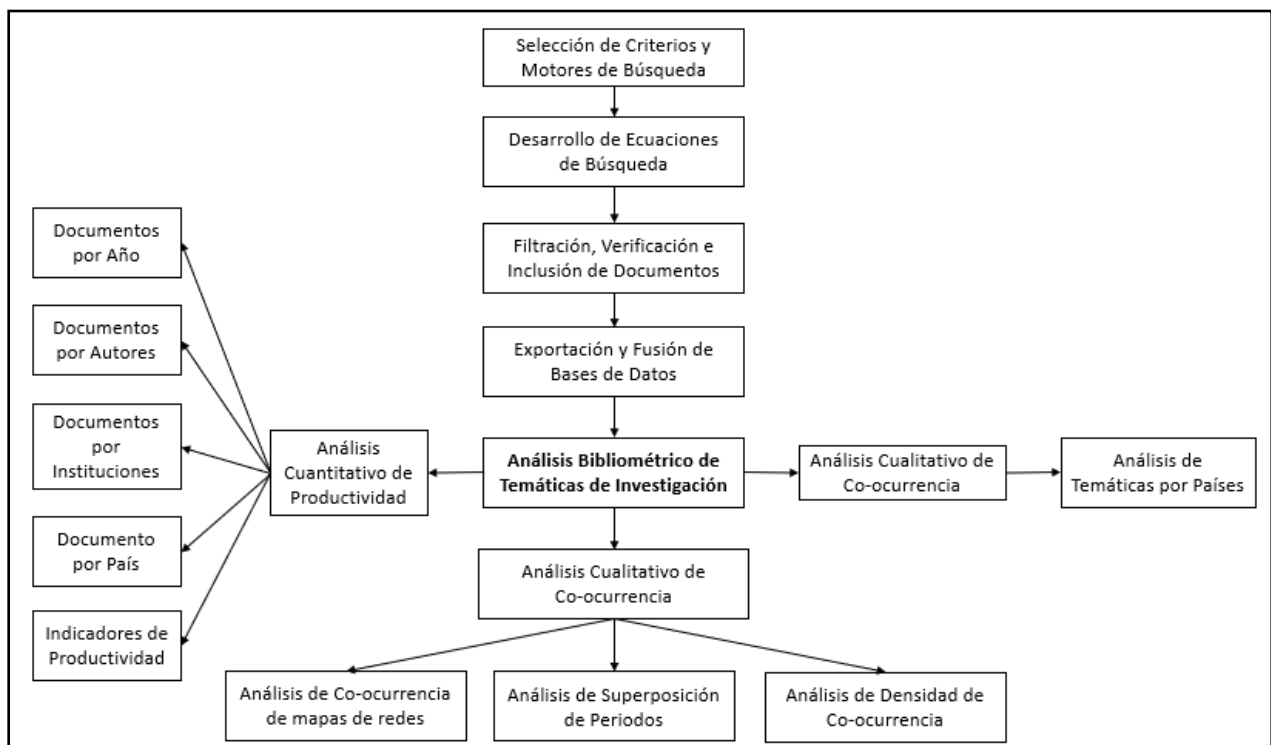 Selección de Criterios y
Motores de Búsqueda
Desarrollo de Ecuaciones
de Búsqueda
Filtración, Verificación e
Inclusión de Documentos
Exportación y Fusión de
Bases de Datos
Análisis Bibliométrico de
Temáticas de Investigación
Análisis
Cuantitativo de
Productividad
Documentos
por Año
Documentos
por Autores
Documentos
por
Instituciones
Documento
por País
Indicadores de
Productividad
Análisis Cualitativo de
Co-ocurrencia
Análisis de
Temáticas por Países
Análisis Cualitativo de
Co-ocurrencia
Análisis de Co-ocurrencia
de mapas de redes
Análisis de Superposición
de Periodos
Análisis de Densidad de
Co-ocurrencia